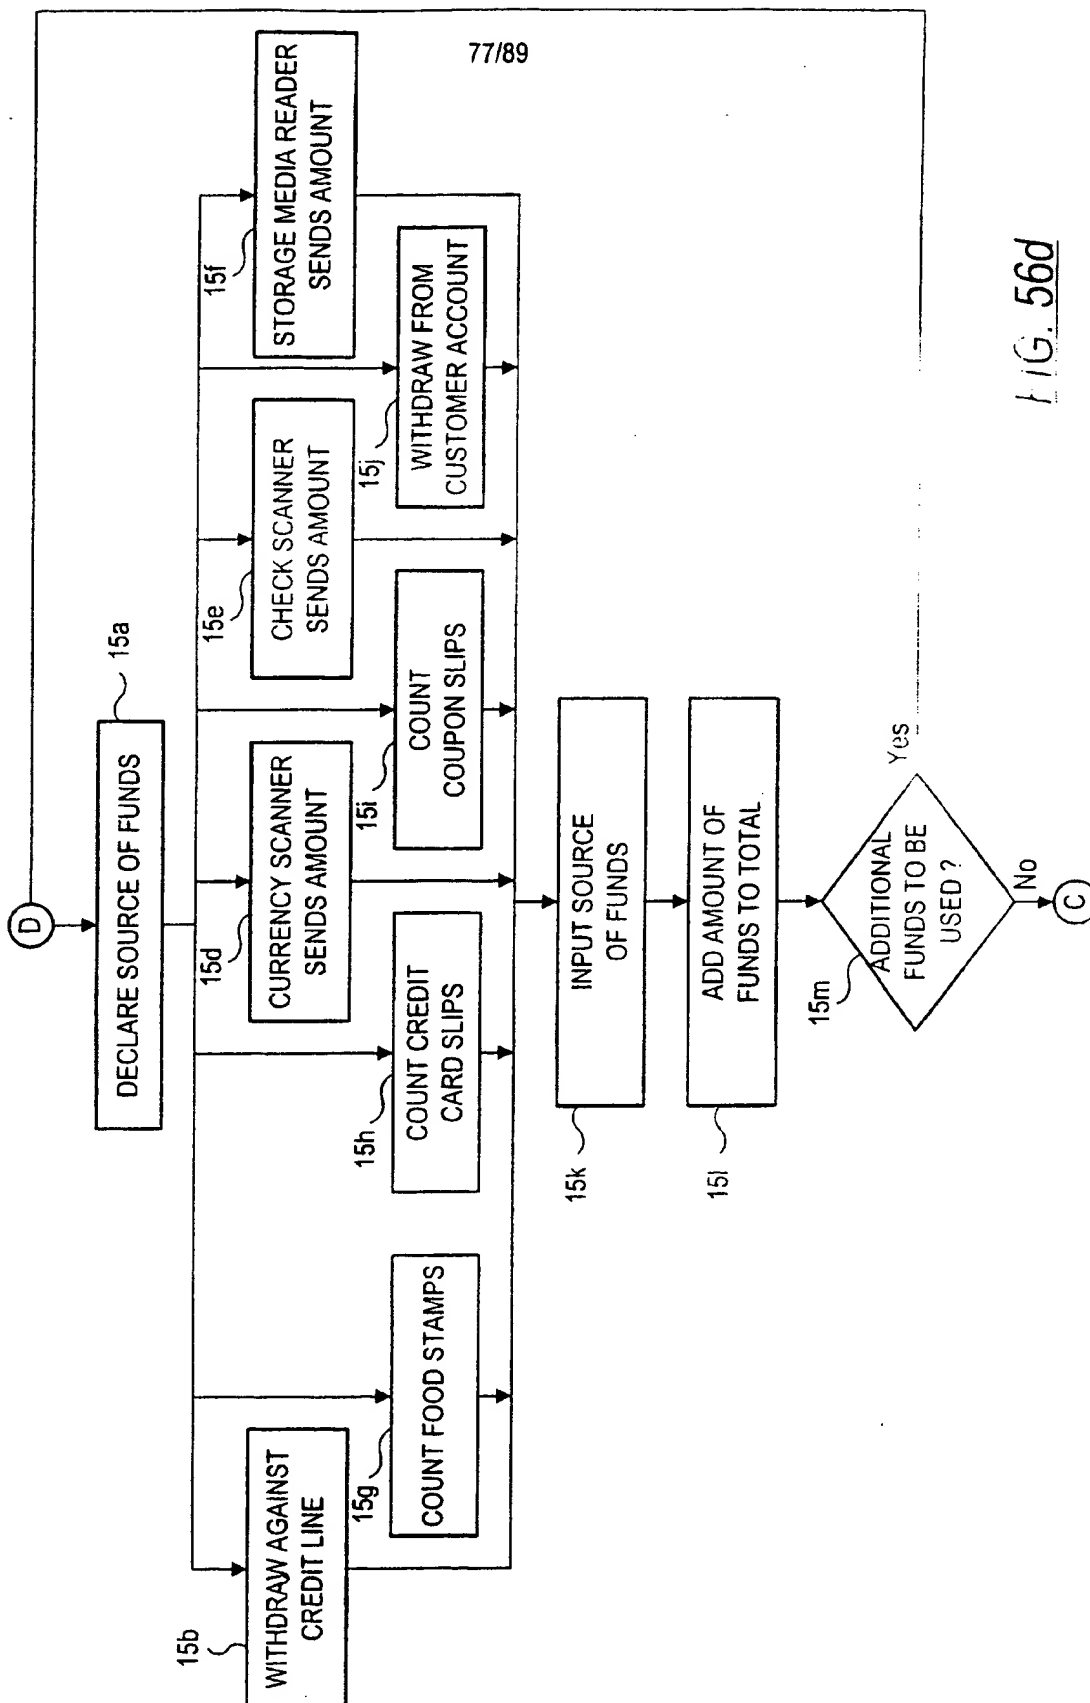 77/89
D
DECLARE SOURCE OF FUNDS
15a
WITHDRAW AGAINST
CREDIT LINE
15b
CURRENCY SCANNER
SENDS AMOUNT
15d
CHECK SCANNER
SENDS AMOUNT
15e
STORAGE MEDIA READER
SENDS AMOUNT
15f
COUNT FOOD STAMPS
15g
COUNT CREDIT
CARD SLIPS
15h
COUNT
COUPON SLIPS
15i
WITHDRAW FROM
CUSTOMER ACCOUNT
15j
INPUT SOURCE
OF FUNDS
15k
ADD AMOUNT OF
FUNDS TO TOTAL
15l
ADDITIONAL
FUNDS TO BE
USED ?
15m
Yes
No
C
FIG. 56d